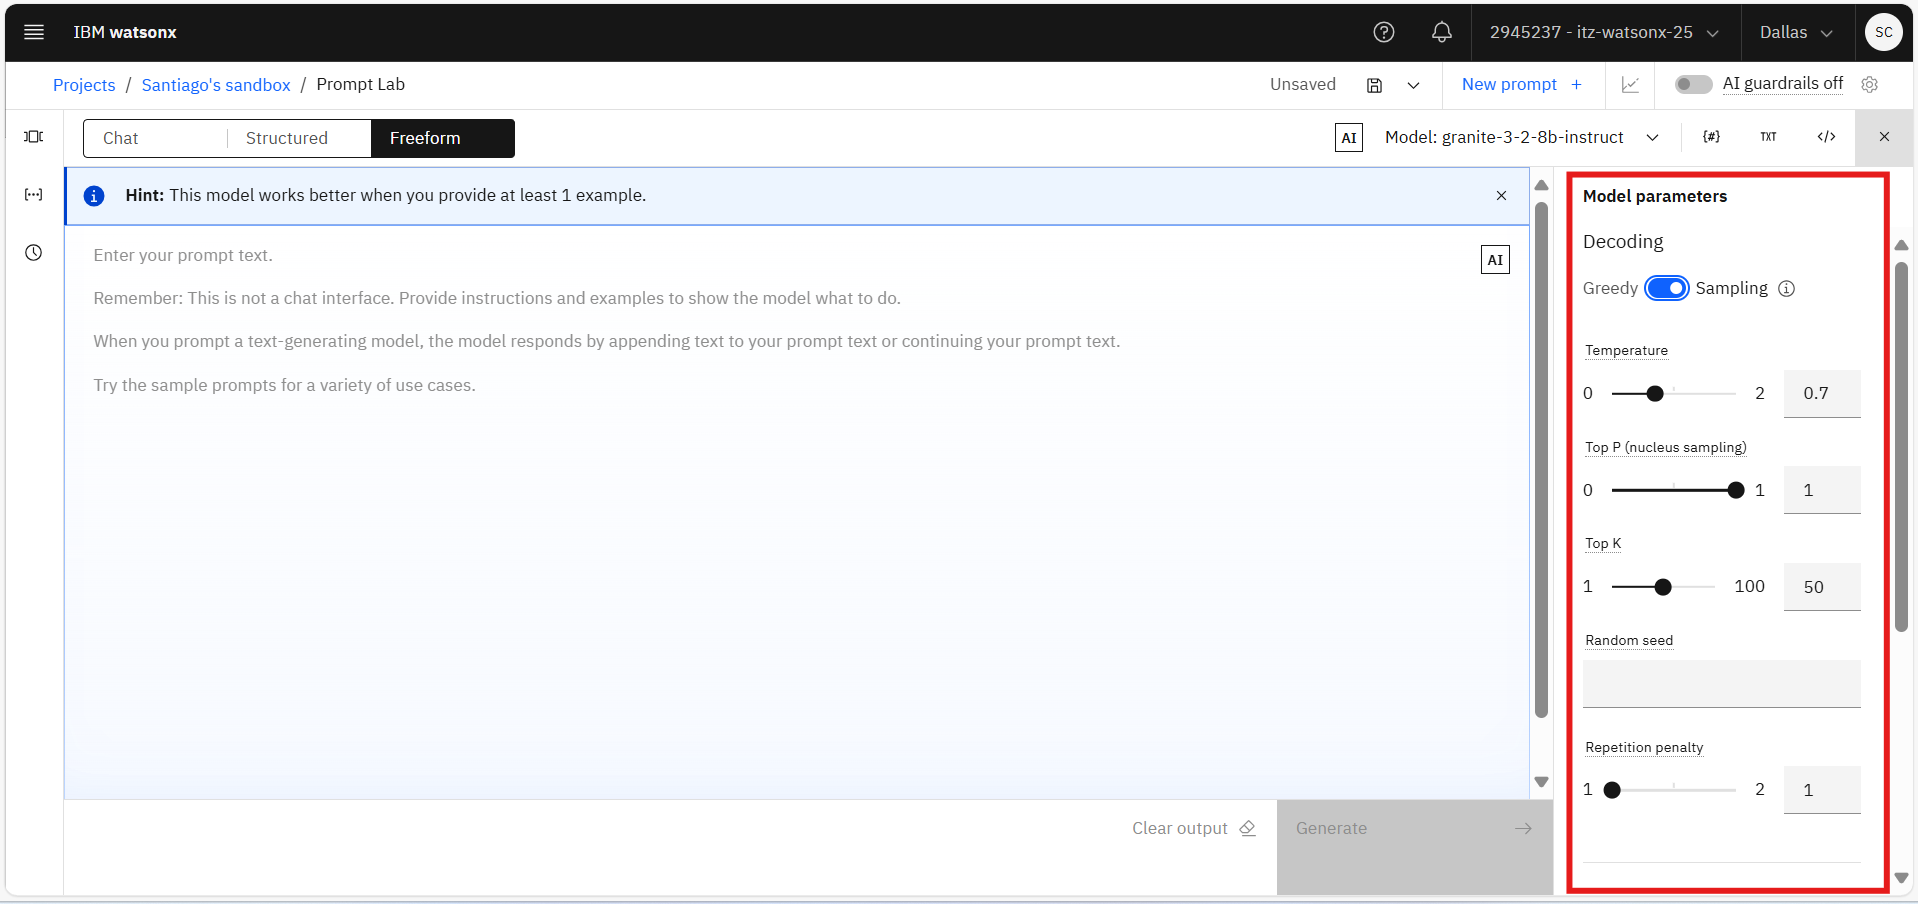 IBM watsonx
2945237 - itz-watsonx-25
Dallas
SC
Projects / Santiago's sandbox / Prompt Lab
Unsaved
New prompt +
AI guardrails off
Chat
Structured
Freeform
AI
Model: granite-3-2-8b-instruct
{#}
TXT
</>
Hint: This model works better when you provide at least 1 example.
Enter your prompt text.
AI
Remember: This is not a chat interface. Provide instructions and examples to show the model what to do.
When you prompt a text-generating model, the model responds by appending text to your prompt text or continuing your prompt text.
Try the sample prompts for a variety of use cases.
Clear output
Generate
Model parameters
Decoding
Greedy
Sampling
Temperature
0 2 0.7
Top P (nucleus sampling)
0 1 1
Top K
1 100 50
Random seed
Repetition penalty
1 2 1